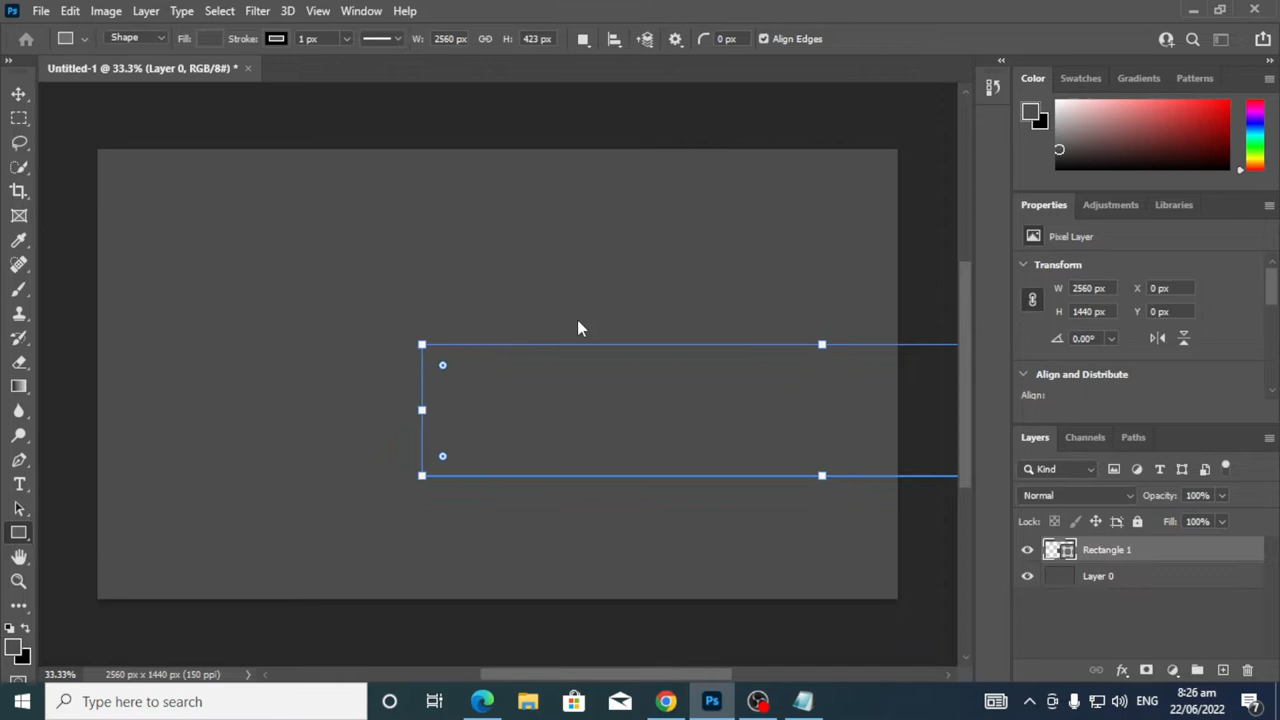 Ps File Edit Image Layer Type Select Filter 3D View Window Help
Shape Fill: Stroke: 1 px W: 2560 px H: 423 px 0 px Align Edges
Untitled-1 @ 33.3% (Layer 0, RGB/8#) * ×
Color Swatches Gradients Patterns
Properties Adjustments Libraries
Pixel Layer
Transform
W 2560 px X 0 px
H 1440 px Y 0 px
0.00°
Align and Distribute
Align:
Layers Channels Paths
Kind
Normal Opacity: 100%
Lock: Fill: 100%
Rectangle 1
Layer 0
33.33% 2560 px x 1440 px (150 ppi)
Type here to search
Ps
ENG
8:26 am
22/06/2022
7